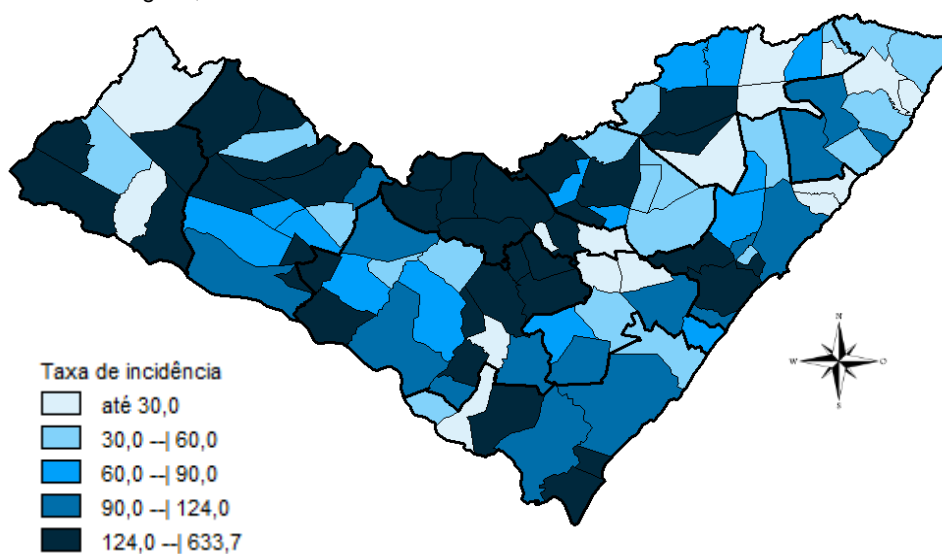 Taxa de incidência
até 30,0
30,0 --| 60,0
60,0 --| 90,0
90,0 --| 124,0
124,0 --| 633,7
N
W
O
S